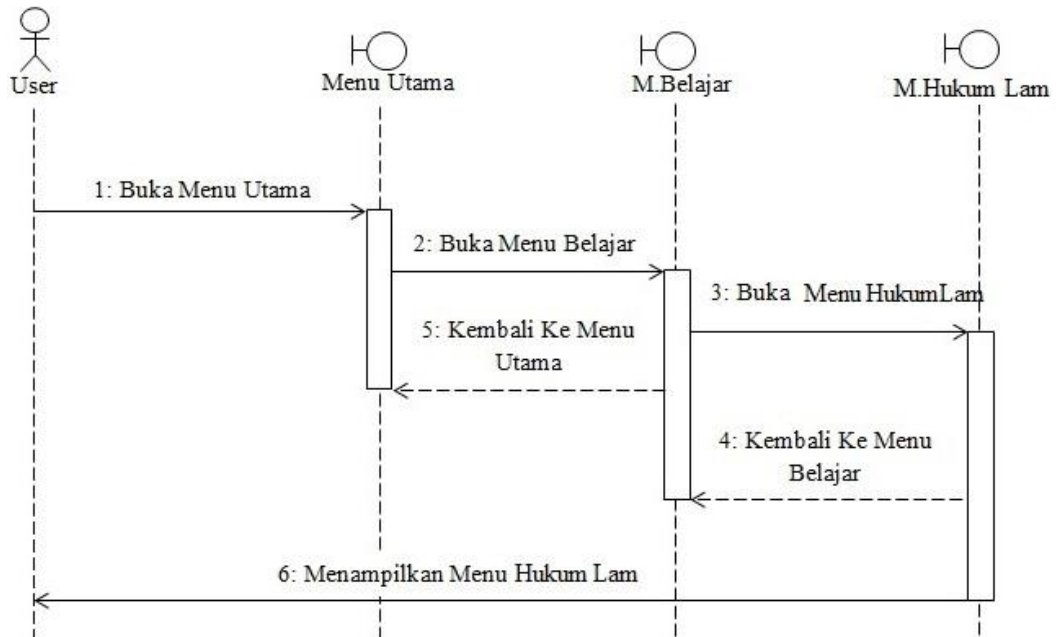 User
Menu Utama
M.Belajar
M.Hukum Lam
1: Buka Menu Utama
2: Buka Menu Belajar
3: Buka Menu HukumLam
5: Kembali Ke Menu
Utama
4: Kembali Ke Menu
Belajar
6: Menampilkan Menu Hukum Lam